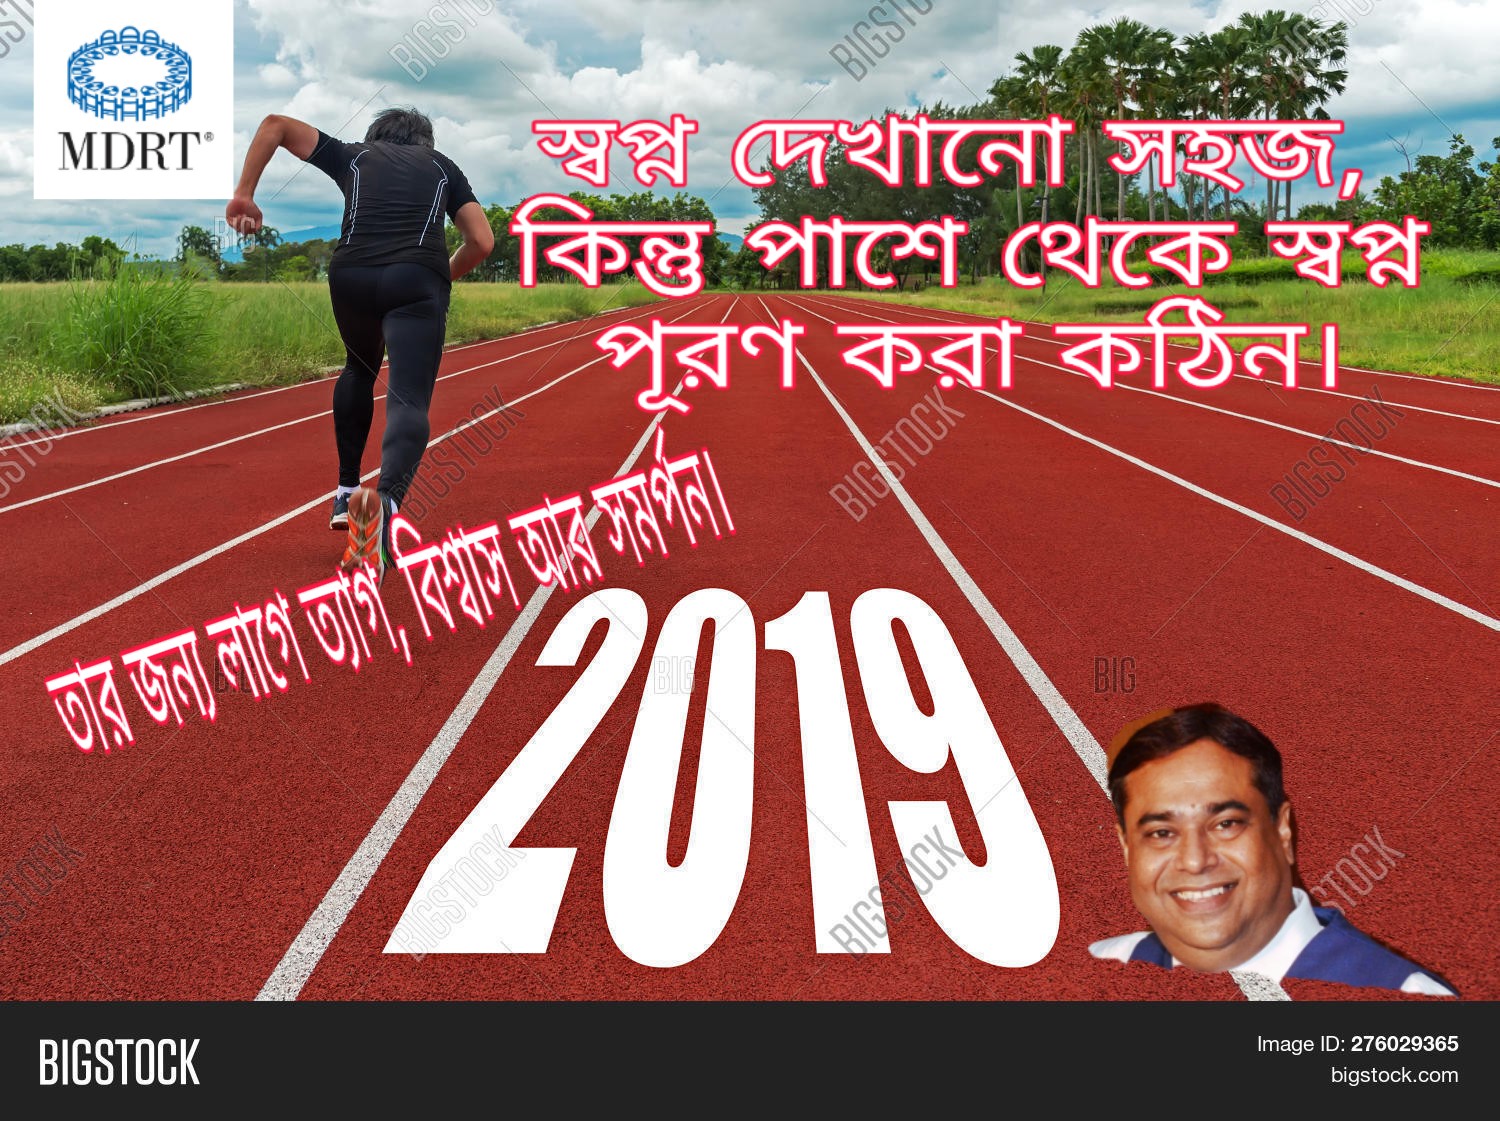 MDRT®
স্বপ্ন দেখানো সহজ,
কিন্তু পাশে থেকে স্বপ্ন
পূরণ করা কঠিন।
তার জন্য লাগে ত্যাগ, বিশ্বাস আর সমর্পন।
2019
BIGSTOCK
Image ID: 276029365
bigstock.com